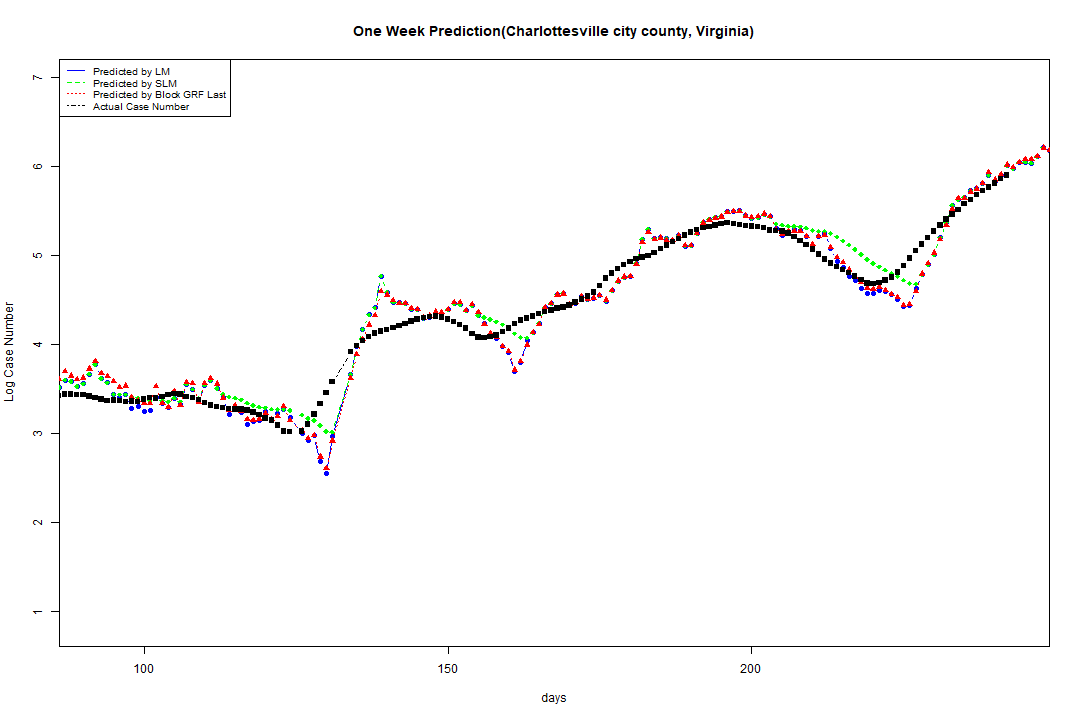 One Week Prediction(Charlottesville city county, Virginia)
Predicted by LM
Predicted by SLM
Predicted by Block GRF Last
Actual Case Number
7
6
5
4
3
2
1
Log Case Number
100 150 200
days